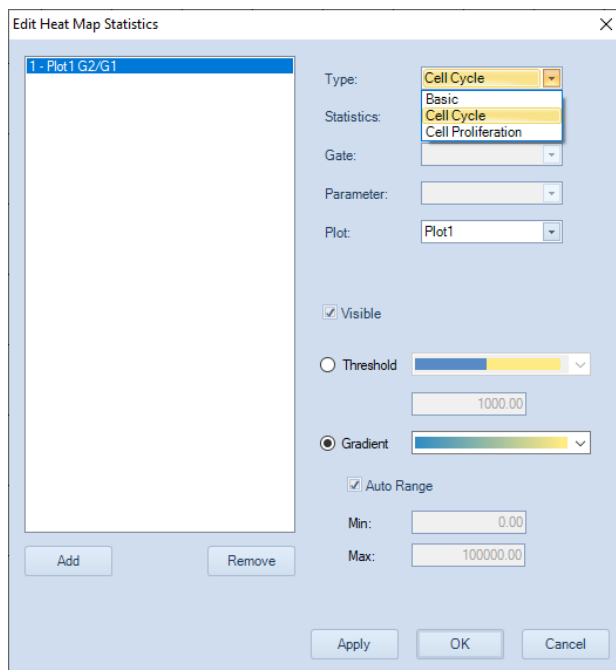 Edit Heat Map Statistics
1 - Plot1 G2/G1
Type: Cell Cycle
Basic
Cell Cycle
Cell Proliferation
Statistics:
Gate:
Parameter:
Plot: Plot1
Visible
Threshold
1000.00
Gradient
Auto Range
Min: 0.00
Max: 100000.00
Add Remove
Apply OK Cancel